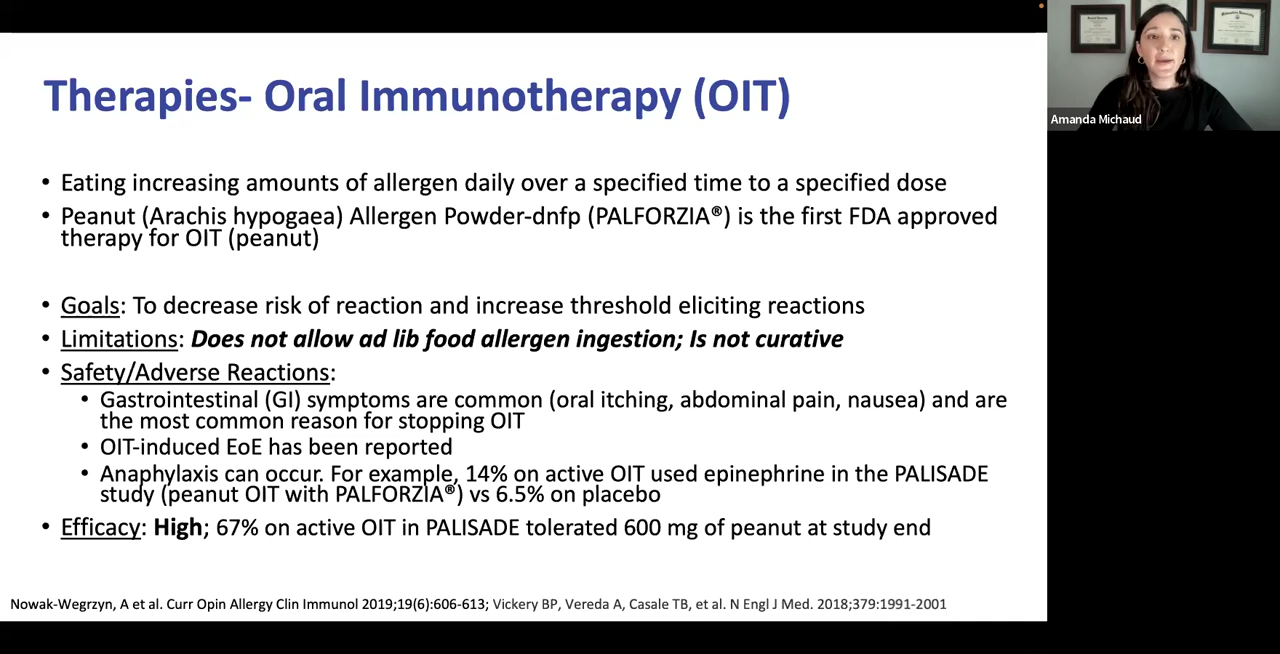 Therapies- Oral Immunotherapy (OIT)
Amanda Michaud
• Eating increasing amounts of allergen daily over a specified time to a specified dose
• Peanut (Arachis hypogaea) Allergen Powder-dnfp (PALFORZIA®) is the first FDA approved
therapy for OIT (peanut)
• Goals: To decrease risk of reaction and increase threshold eliciting reactions
• Limitations: Does not allow ad lib food allergen ingestion; Is not curative
• Safety/Adverse Reactions:
• Gastrointestinal (GI) symptoms are common (oral itching, abdominal pain, nausea) and are
the most common reason for stopping OIT
• OIT-induced EoE has been reported
• Anaphylaxis can occur. For example, 14% on active OIT used epinephrine in the PALISADE
study (peanut OIT with PALFORZIA®) vs 6.5% on placebo
• Efficacy: High; 67% on active OIT in PALISADE tolerated 600 mg of peanut at study end
Nowak-Wegrzyn, A et al. Curr Opin Allergy Clin Immunol 2019;19(6):606-613; Vickery BP, Vereda A, Casale TB, et al. N Engl J Med. 2018;379:1991-2001